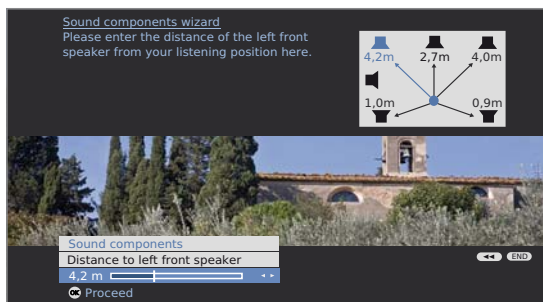 Sound components wizard
Please enter the distance of the left front
speaker from your listening position here.
4,2m 2,7m 4,0m
1,0m 0,9m
Sound components
Distance to left front speaker
4,2 m
OK Proceed
END